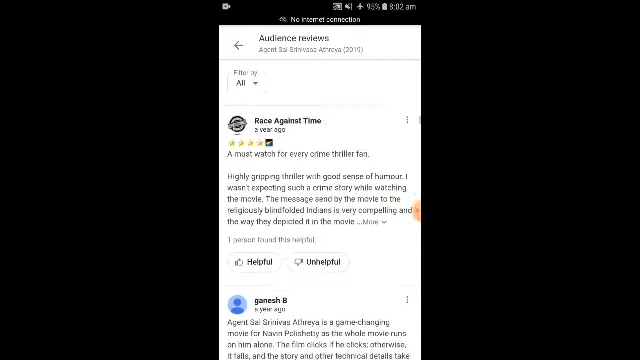 95% 8:02 am
No internet connection
Audience reviews
Agent Sai Srinivasa Athreya (2019)
Filter by
All
Race Against Time
a year ago
A must watch for every crime thriller fan.
Highly gripping thriller with good sense of humour. I
wasn't expecting such a crime story while watching
the movie. The message send by the movie to the
religiously blindfolded Indians is very compelling and
the way they depicted it in the movie ...More
1 person found this helpful.
Helpful Unhelpful
ganesh B
a year ago
Agent Sai Srinivas Athreya is a game-changing
movie for Navin Polishetty as the whole movie runs
on him alone. The film clicks if he clicks; otherwise,
it falls, and the story and other technical details take